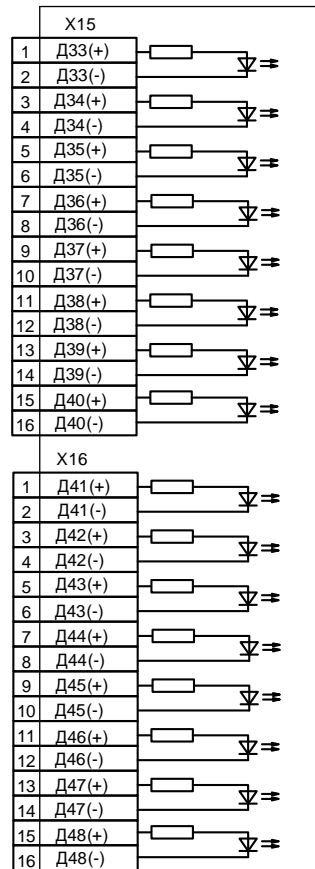 X15
1 Д33(+)
2 Д33(-)
3 Д34(+)
4 Д34(-)
5 Д35(+)
6 Д35(-)
7 Д36(+)
8 Д36(-)
9 Д37(+)
10 Д37(-)
11 Д38(+)
12 Д38(-)
13 Д39(+)
14 Д39(-)
15 Д40(+)
16 Д40(-)
X16
1 Д41(+)
2 Д41(-)
3 Д42(+)
4 Д42(-)
5 Д43(+)
6 Д43(-)
7 Д44(+)
8 Д44(-)
9 Д45(+)
10 Д45(-)
11 Д46(+)
12 Д46(-)
13 Д47(+)
14 Д47(-)
15 Д48(+)
16 Д48(-)